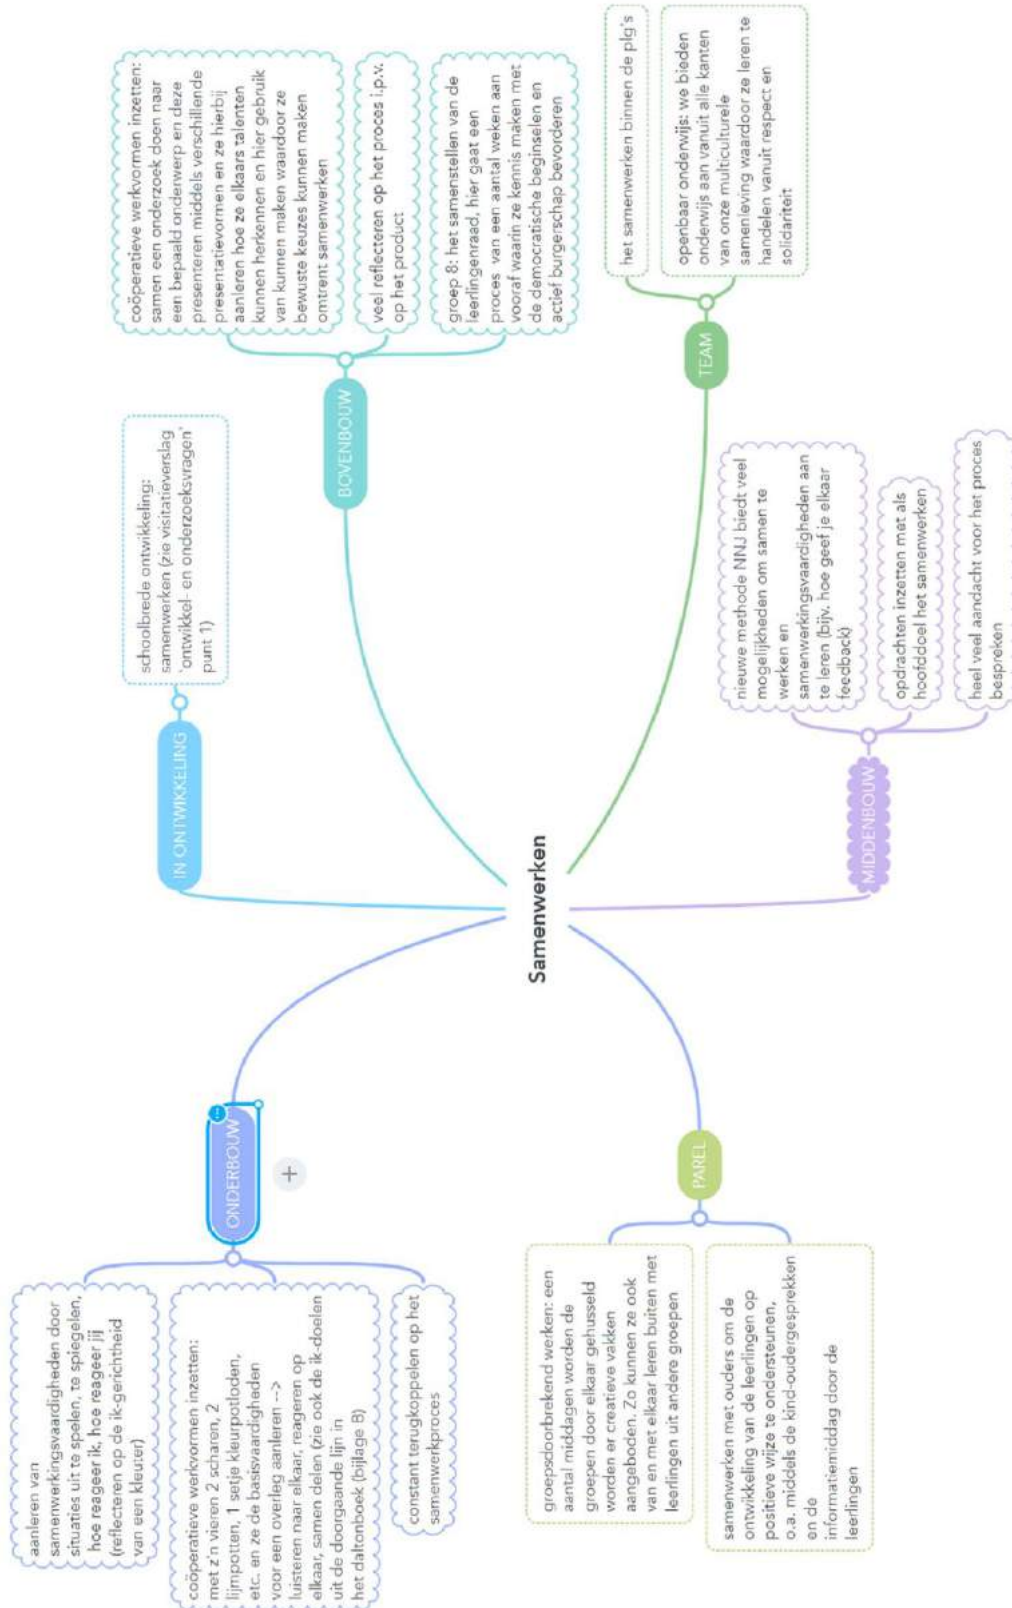 aanleren van
samenwerkingsvaardigheden door
situaties uit te spelen, te spiegelen,
hoe reageer ik, hoe reageer jij
(reflecteren op de ik-gerichtheid
van een kleuter)
coöperatieve werkvormen inzetten:
met z'n vieren 2 scharen, 2
lijmpotten, 1 setje kleurpotloden,
etc. en ze de basisvaardigheden
voor een overleg aanleren -->
luisteren naar elkaar, reageren op
elkaar, samen delen (zie ook de ik-doelen
uit de doorgaande lijn in
het daltonboek (bijlage 8)
constant terugkoppelen op het
samenwerkproces
ONDERBOUW
IN ONTWIKKELING
schoolbrede ontwikkeling:
samenwerken (zie visitatieverslag
'ontwikkel- en onderzoeksvragen'
punt 1)
BOVENBOUW
coöperatieve werkvormen inzetten:
samen een onderzoek doen naar
een bepaald onderwerp en deze
presenteren middels verschillende
presentatievormen en ze hierbij
aanleren hoe ze elkaars talenten
kunnen herkennen en hier gebruik
van kunnen maken waardoor ze
bewuste keuzes kunnen maken
omtrent samenwerken
veel reflecteren op het proces i.p.v.
op het product
groep 8: het samenstellen van de
leerlingenraad, hier gaat een
proces van een aantal weken aan
vooraf waarin ze kennis maken met
de democratische beginselen en
actief burgerschap bevorderen
Samenwerken
groepsdoorbrekend werken: een
aantal middagen worden de
groepen door elkaar gehusseld
worden er creatieve vakken
aangeboden. Zo kunnen ze ook
van en met elkaar leren buiten met
leerlingen uit andere groepen
samenwerken met ouders om de
ontwikkeling van de leerlingen op
positieve wijze te ondersteunen,
o.a. middels de kind-oudergesprekken
en de
informatiemiddag door de
leerlingen
PAREL
MIDDENBOUW
nieuwe methode NNJ biedt veel
mogelijkheden om samen te
werken en
samenwerkingsvaardigheden aan
te leren (bijv. hoe geef je elkaar
feedback)
opdrachten inzetten met als
hoofddoel het samenwerken
heel veel aandacht voor het proces
bespreken
TEAM
het samenwerken binnen de plg's
openbaar onderwijs: we bieden
onderwijs aan vanuit alle kanten
van onze multiculturele
samenleving waardoor ze leren te
handelen vanuit respect en
solidariteit